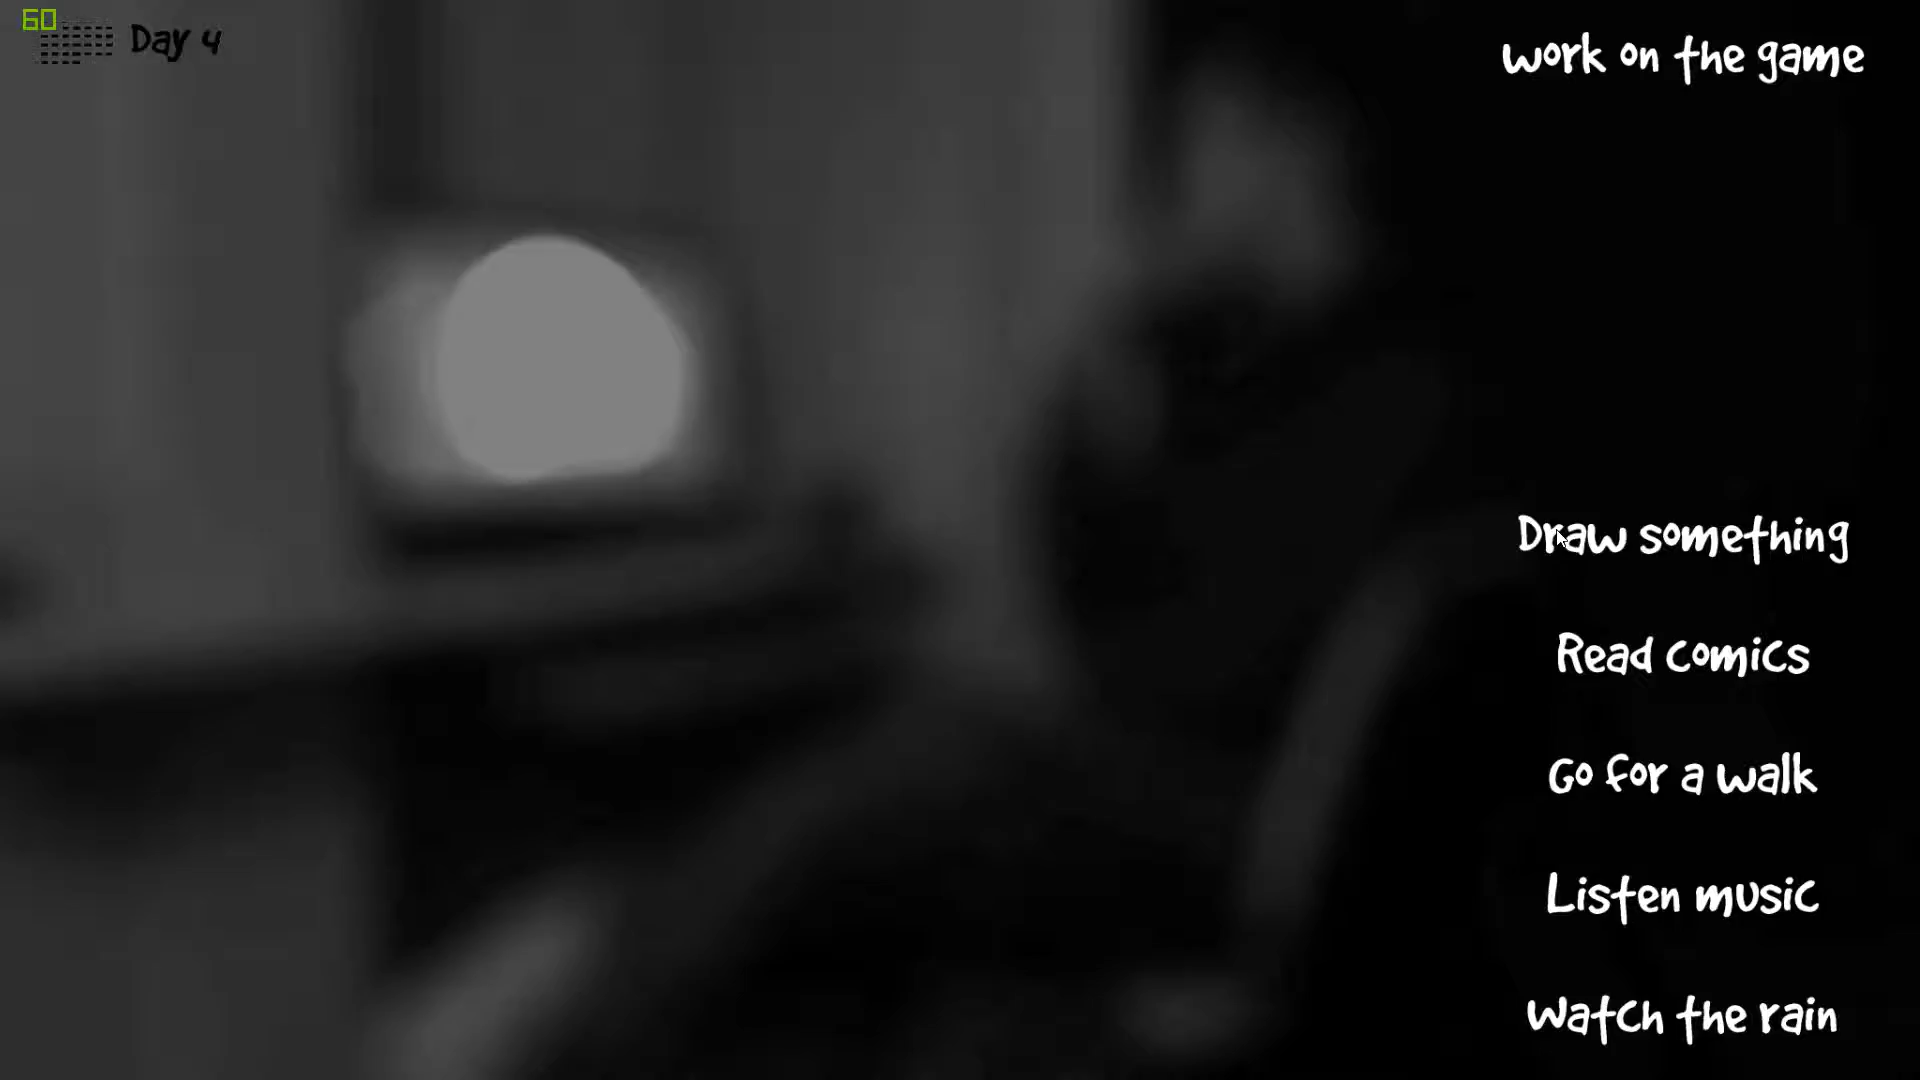 60
Day 4
work on the game
Draw something
Read comics
Go for a walk
Listen music
Watch the rain